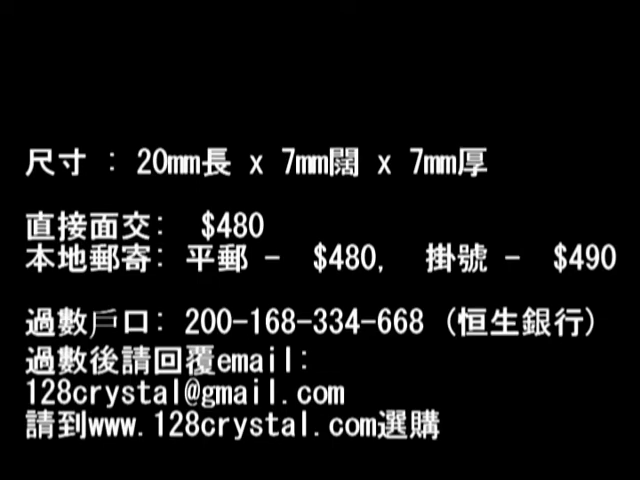 尺寸 : 20mm長 x 7mm闊 x 7mm厚
直接面交: $480
本地郵寄: 平郵 - $480, 掛號 - $490
過數戶口: 200-168-334-668 (恒生銀行)
過數後請回覆email:
128crystal@gmail.com
請到www.128crystal.com選購